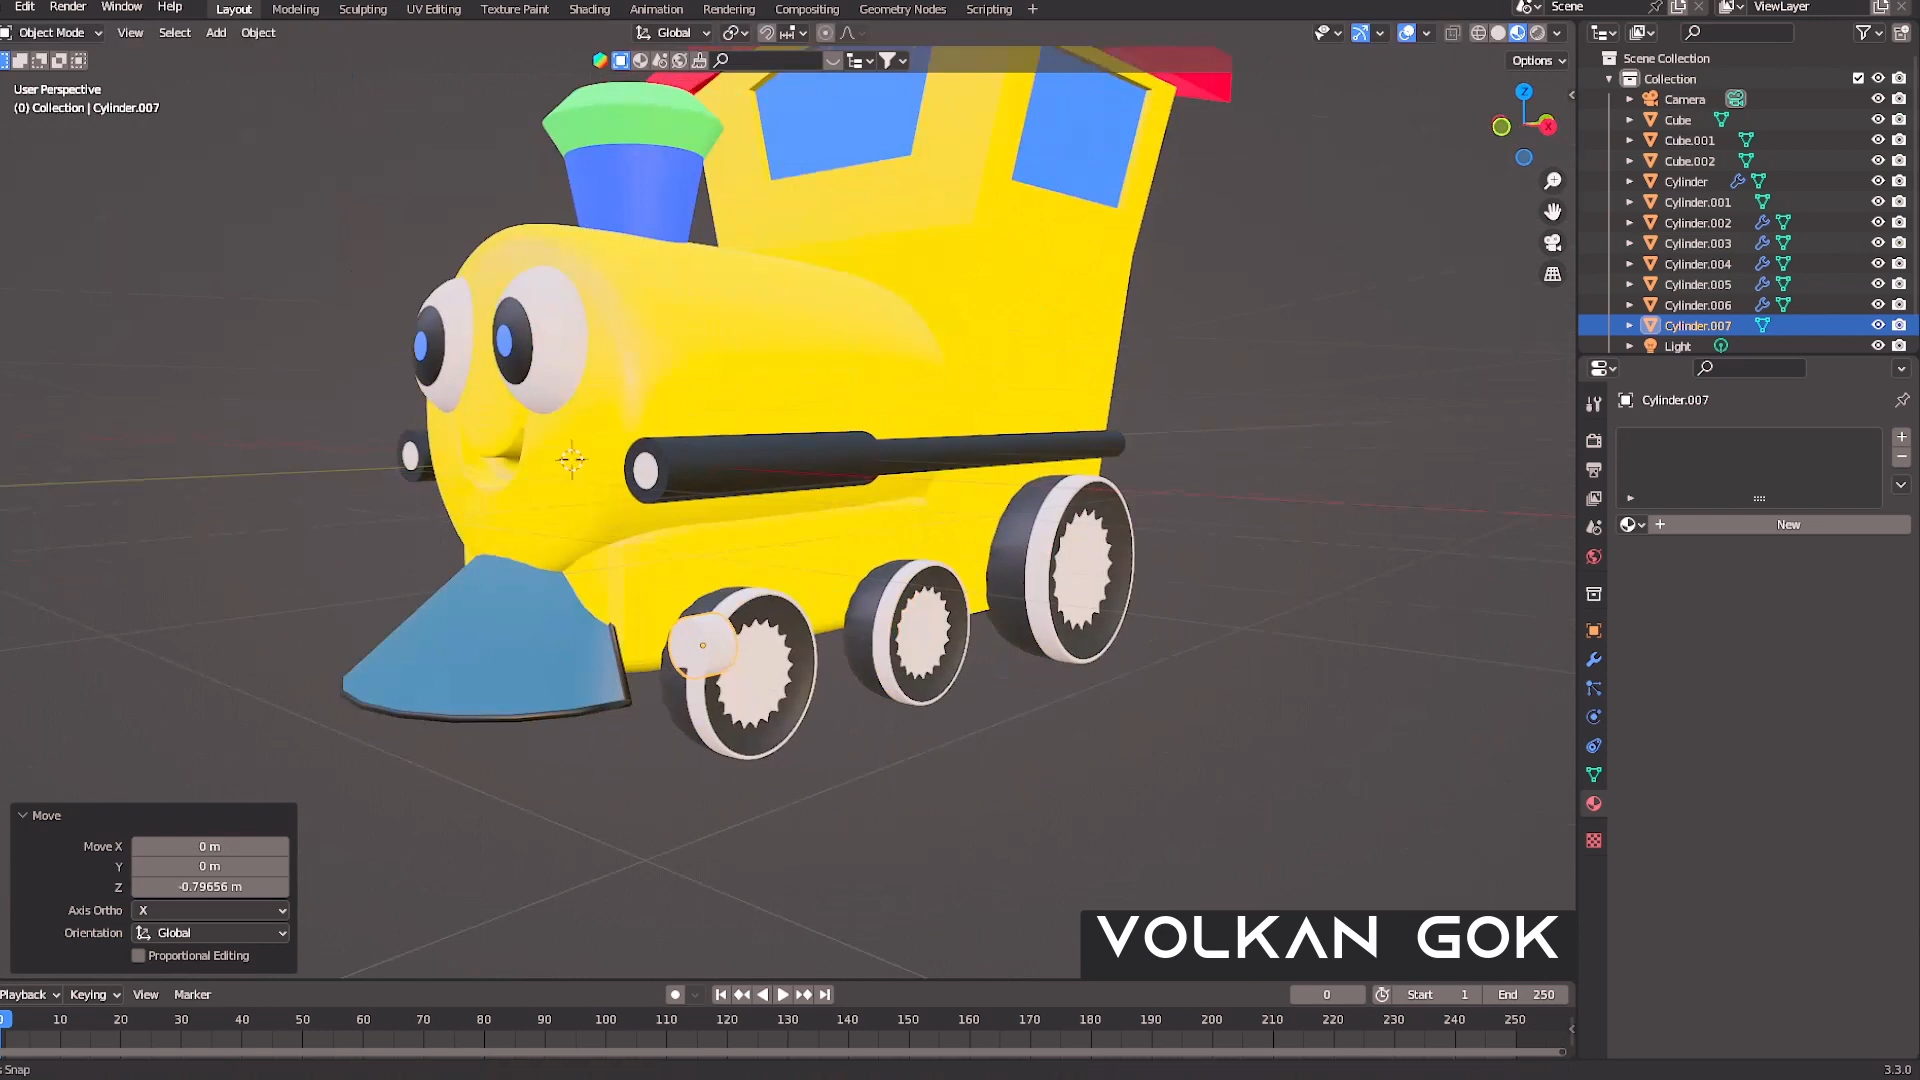 Edit Render Window Help Layout Modeling Sculpting UV Editing Texture Paint Shading Animation Rendering Compositing Geometry Nodes Scripting + Scene ViewLayer
Object Mode View Select Add Object Global
Options
User Perspective
(0) Collection | Cylinder.007
Z
X
Scene Collection
Collection
Camera
Cube
Cube.001
Cube.002
Cylinder
Cylinder.001
Cylinder.002
Cylinder.003
Cylinder.004
Cylinder.005
Cylinder.006
Cylinder.007
Light
Cylinder.007
New
Move
Move X 0 m
Y 0 m
Z -0.79656 m
Axis Ortho X
Orientation Global
Proportional Editing
VOLKAN GOK
Playback Keying View Marker 0 Start 1 End 250
0 10 20 30 40 50 60 70 80 90 100 110 120 130 140 150 160 170 180 190 200 210 220 230 240 250
Snap 3.3.0